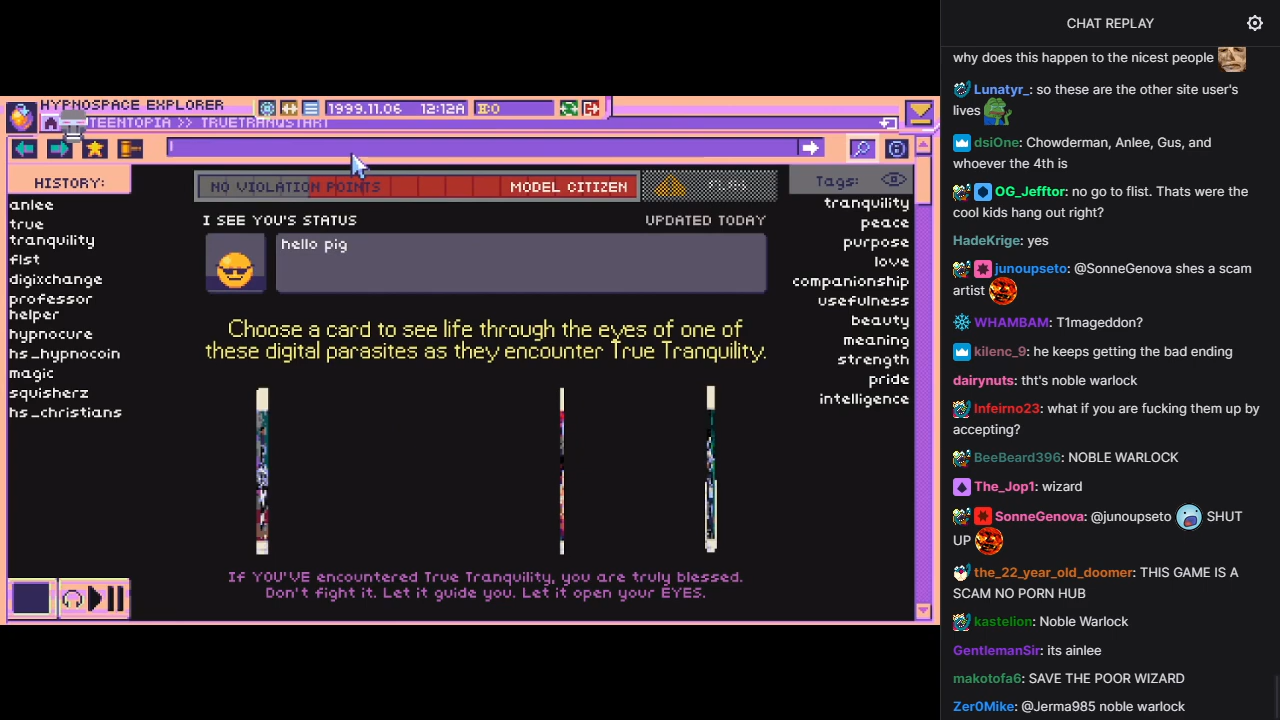 HYPNOSPACE EXPLORER
1999.11.06 12:12A
0
TEENTOPIA >> TRUETRANQSTART
HISTORY:
anlee
true
tranquility
flst
digixchange
professor
helper
hypnocure
hs_hypnocoin
magic
squisherz
hs_christians
NO VIOLATION POINTS
MODEL CITIZEN
I SEE YOU'S STATUS
UPDATED TODAY
hello pig
Choose a card to see life through the eyes of one of
these digital parasites as they encounter True Tranquility.
If YOU'VE encountered True Tranquility, you are truly blessed.
Don't fight it. Let it guide you. Let it open your EYES.
Tags:
tranquility
peace
purpose
love
companionship
usefulness
beauty
meaning
strength
pride
intelligence
CHAT REPLAY
why does this happen to the nicest people
Lunatyr_: so these are the other site user's
lives
dsiOne: Chowderman, Anlee, Gus, and
whoever the 4th is
OG_Jefftor: no go to flist. Thats were the
cool kids hang out right?
HadeKrige: yes
junoupseto: @SonneGenova shes a scam
artist
WHAMBAM: T1mageddon?
kilenc_9: he keeps getting the bad ending
dairynuts: tht's noble warlock
Infeirno23: what if you are fucking them up by
accepting?
BeeBeard396: NOBLE WARLOCK
The_Jop1: wizard
SonneGenova: @junoupseto SHUT
UP
the_22_year_old_doomer: THIS GAME IS A
SCAM NO PORN HUB
kastelion: Noble Warlock
GentlemanSir: its ainlee
makotofa6: SAVE THE POOR WIZARD
Zer0Mike: @Jerma985 noble warlock